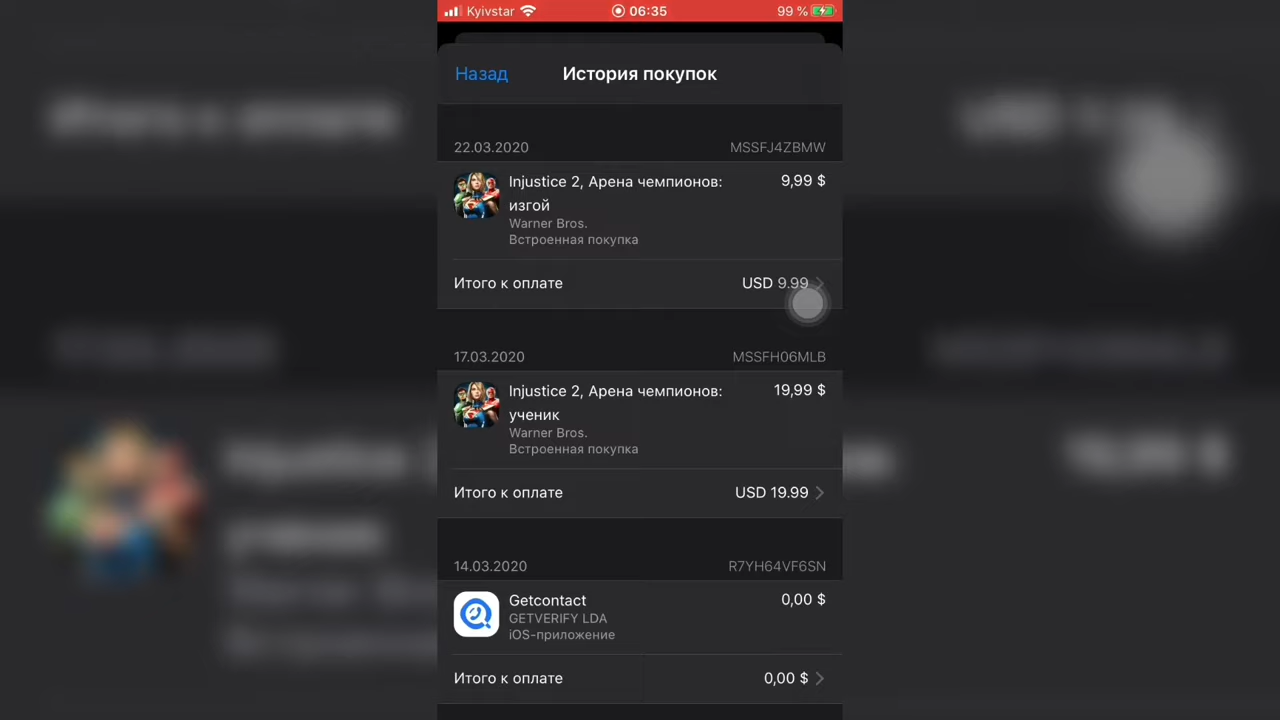 Kyivstar 06:35 99 %
Назад История покупок
22.03.2020 MSSFJ4ZBMW
Injustice 2, Арена чемпионов: 9,99 $
изгой
Warner Bros.
Встроенная покупка
Итого к оплате USD 9.99
17.03.2020 MSSFH06MLB
Injustice 2, Арена чемпионов: 19,99 $
ученик
Warner Bros.
Встроенная покупка
Итого к оплате USD 19.99
14.03.2020 R7YH64VF6SN
Getcontact 0,00 $
GETVERIFY LDA
iOS-приложение
Итого к оплате 0,00 $